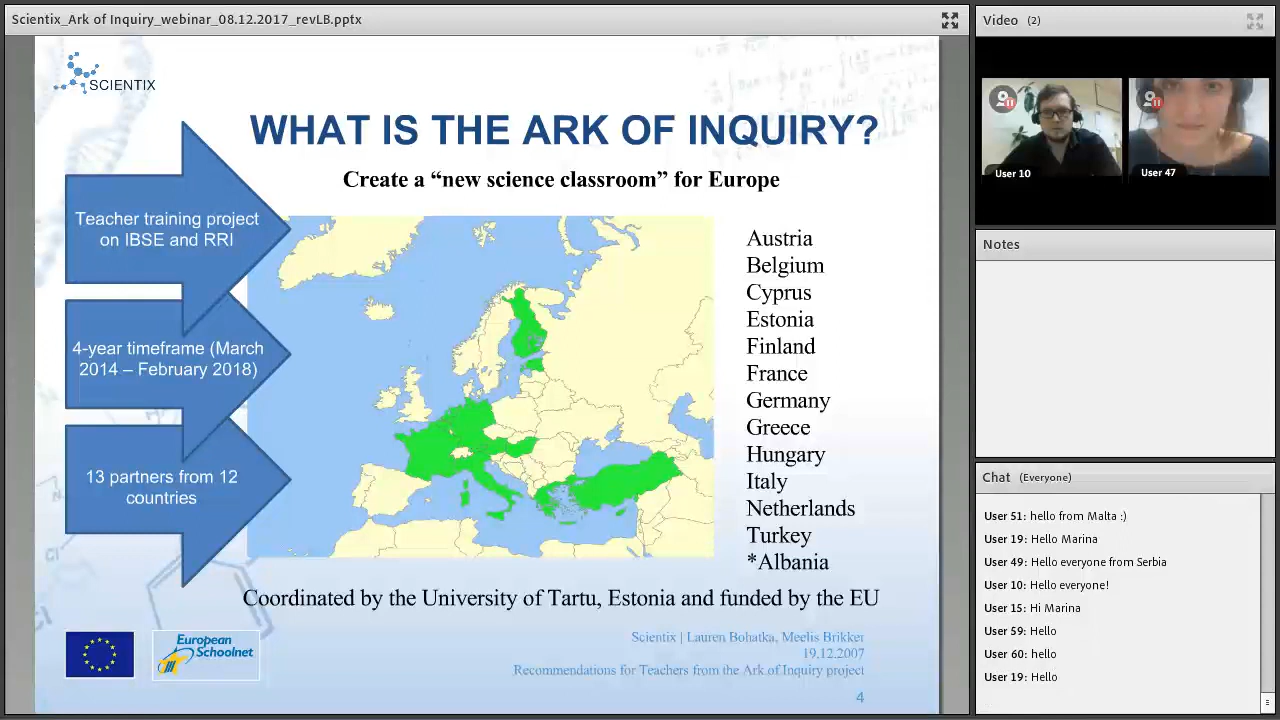 Scientix_Ark of Inquiry_webinar_08.12.2017_revLB.pptx
SCIENTIX
WHAT IS THE ARK OF INQUIRY?
Create a “new science classroom” for Europe
Teacher training project
on IBSE and RRI
4-year timeframe (March
2014 – February 2018)
13 partners from 12
countries
Austria
Belgium
Cyprus
Estonia
Finland
France
Germany
Greece
Hungary
Italy
Netherlands
Turkey
*Albania
Coordinated by the University of Tartu, Estonia and funded by the EU
European
Schoolnet
Scientix | Lauren Bohatka, Meelis Brikker
19.12.2007
Recommendations for Teachers from the Ark of Inquiry project
4
Video (2)
User 10
User 47
Notes
Chat (Everyone)
User 51: hello from Malta :)
User 19: Hello Marina
User 49: Hello everyone from Serbia
User 10: Hello everyone!
User 15: Hi Marina
User 59: Hello
User 60: hello
User 19: Hello